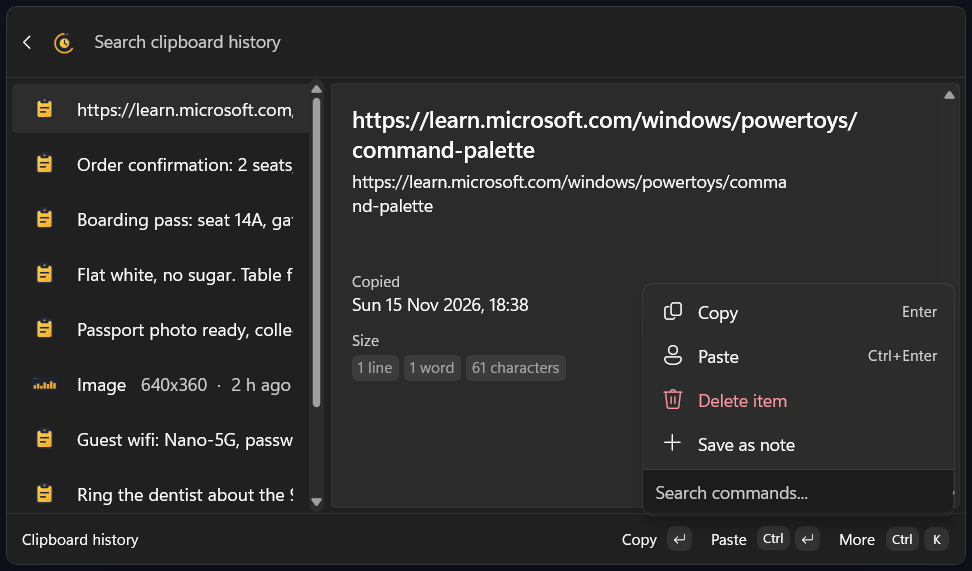 Search clipboard history
https://learn.microsoft.com,
Order confirmation: 2 seats,
Boarding pass: seat 14A, ga
Flat white, no sugar. Table f
Passport photo ready, colle
Image 640x360 · 2 h ago
Guest wifi: Nano-5G, passw
Ring the dentist about the
https://learn.microsoft.com/windows/powertoys/
command-palette
https://learn.microsoft.com/windows/powertoys/comma
nd-palette
Copied
Sun 15 Nov 2026, 18:38
Size
1 line 1 word 61 characters
Copy Enter
Paste Ctrl+Enter
Delete item
Save as note
Search commands...
Clipboard history
Copy ↵ Paste Ctrl ↵ More Ctrl K